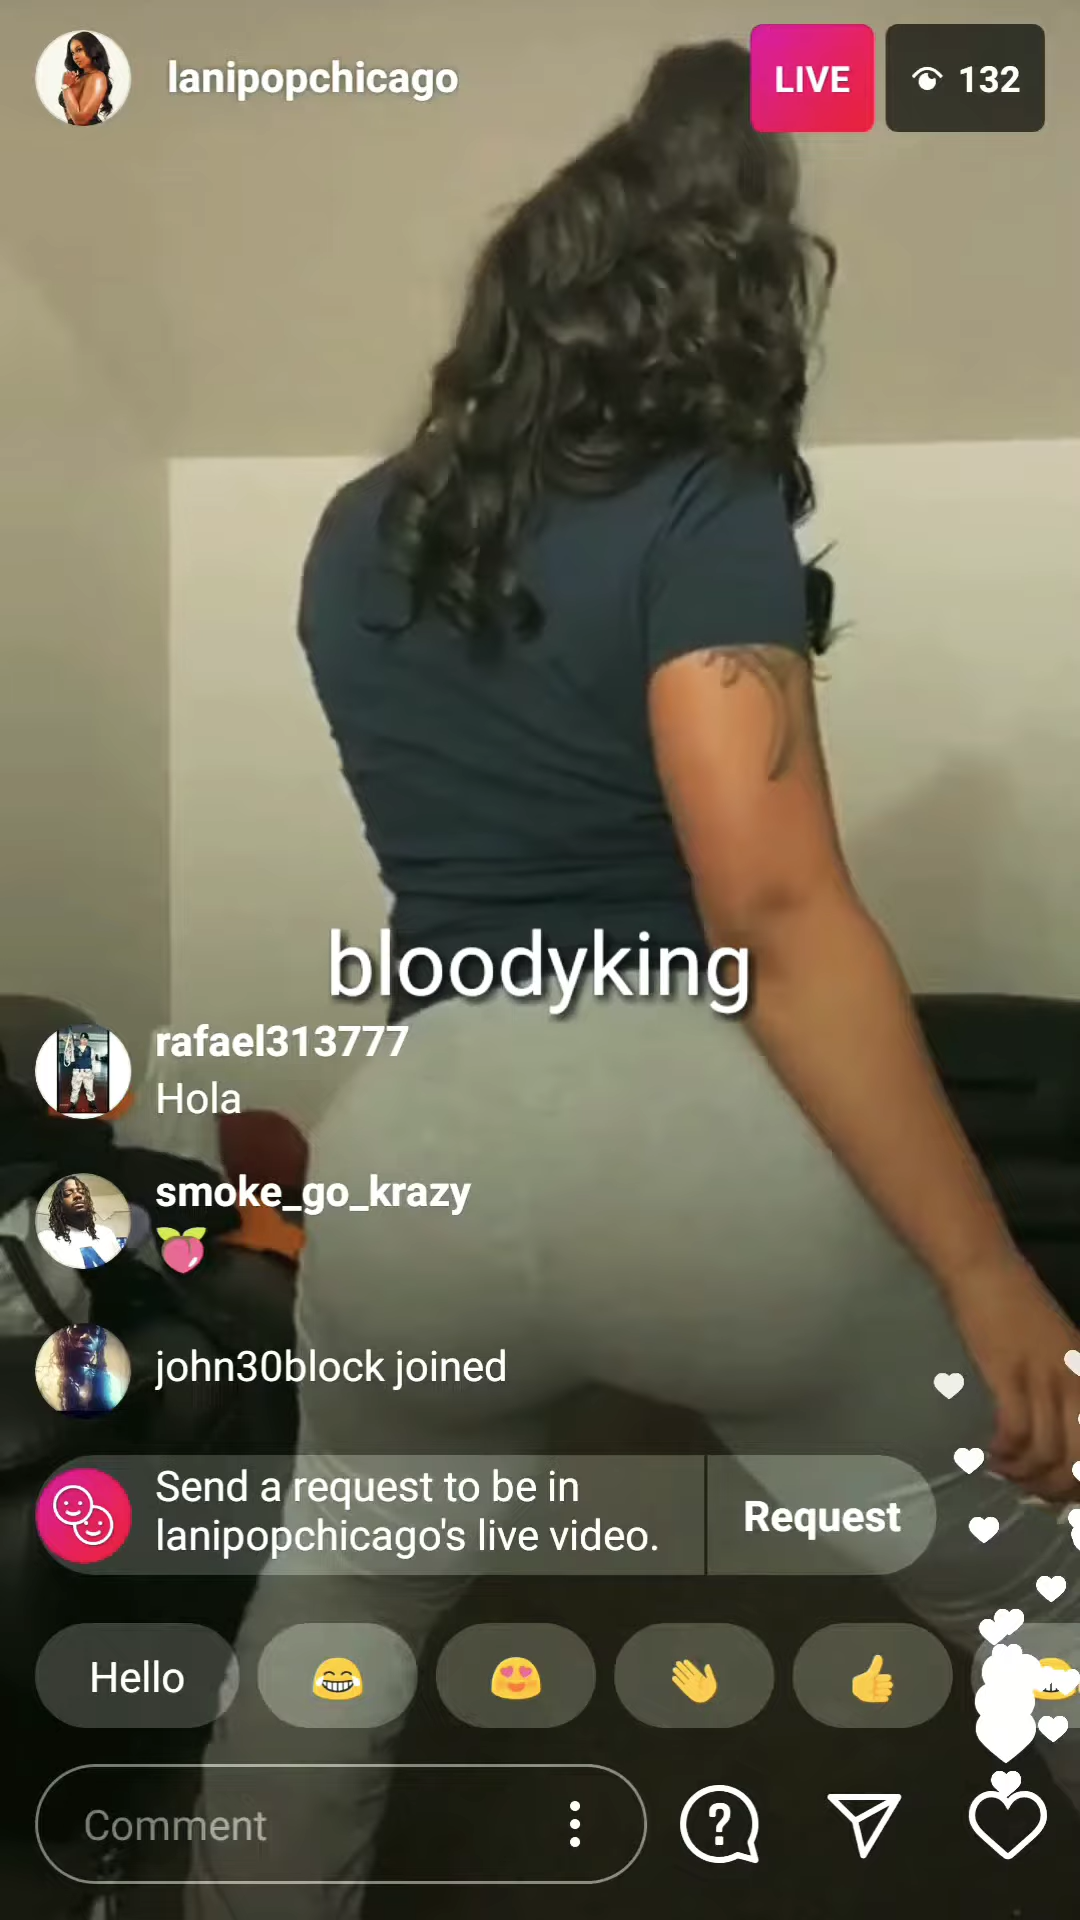 lanipopchicago
LIVE
132
bloodyking
rafael313777
Hola
smoke_go_krazy
🍑
john30block joined
Send a request to be in
lanipopchicago's live video.
Request
Hello
😂
😍
👋
👍
Comment
?